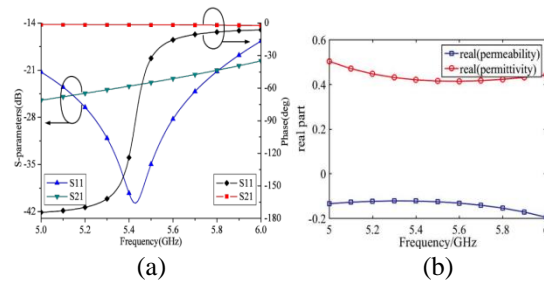 -14
-21
-28
-35
-42
S-parameters(dB)
0
-30
-60
-90
-120
-150
-180
Phase(deg)
S11
S21
S11
S21
5.0 5.2 5.4 5.6 5.8 6.0
Frequency(GHz)
(a)
0.6
0.4
0.2
0
-0.2
real part
real(permeability)
real(permittivity)
5 5.2 5.4 5.6 5.8 6
Frequency/GHz
(b)